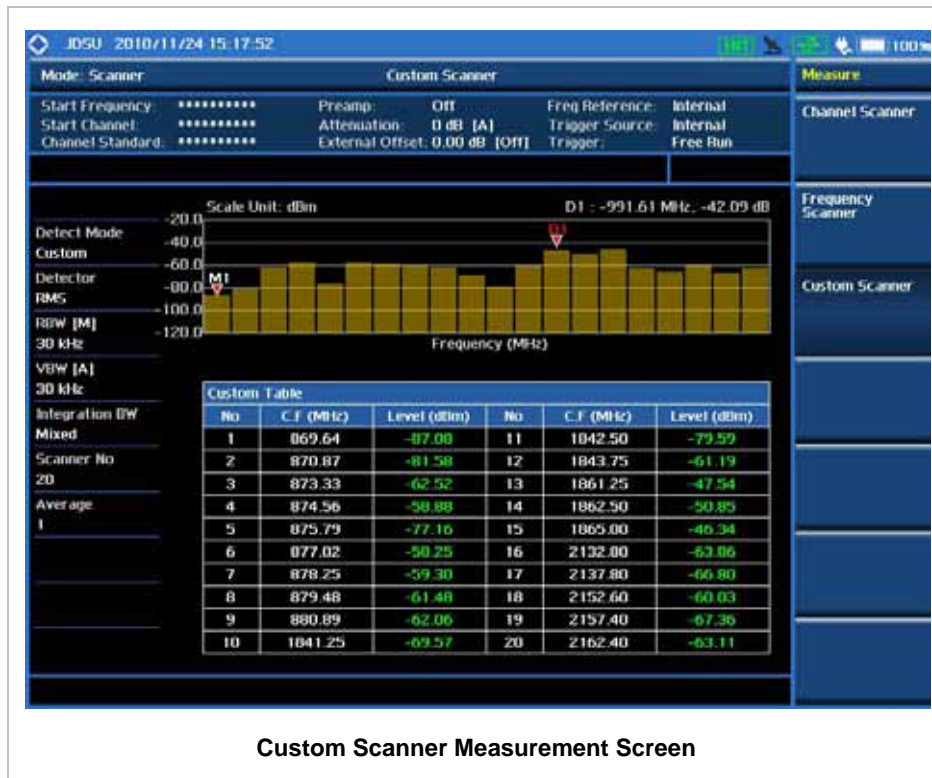 JDSU 2010/11/24 15:17:52
100%
Mode: Scanner Custom Scanner Measure
Start Frequency: ********** Preamp: Off Freq Reference: Internal
Start Channel: ********** Attenuation: 0 dB [A] Trigger Source: Internal
Channel Standard: ********** External Offset: 0.00 dB [Off] Trigger: Free Run
Channel Scanner
Frequency
Scanner
Custom Scanner
Detect Mode
Custom
Detector
RMS
RBW [M]
30 kHz
VBW [A]
30 kHz
Integration BW
Mixed
Scanner No
20
Average
1
Scale Unit: dBm D1 : -991.61 MHz, -42.09 dB
-20.0
-40.0
-60.0
-80.0
-100.0
-120.0
M1
D1
Frequency (MHz)
Custom Table
No C.F (MHz) Level (dBm) No C.F (MHz) Level (dBm)
1 869.64 11 1842.50 -79.59
2 870.87 -81.58 12 1843.75 -61.19
3 873.33 -62.52 13 1861.25 -47.54
4 874.56 -58.88 14 1862.50 -50.85
5 875.79 -77.16 15 1865.00 -46.34
6 877.02 16 2132.80 -63.06
7 878.25 -59.30 17 2137.80 -66.80
8 879.48 -61.48 18 2152.60 -60.03
9 880.89 -62.06 19 2157.40 -67.36
10 1841.25 -69.57 20 2162.40 -63.11
Custom Scanner Measurement Screen